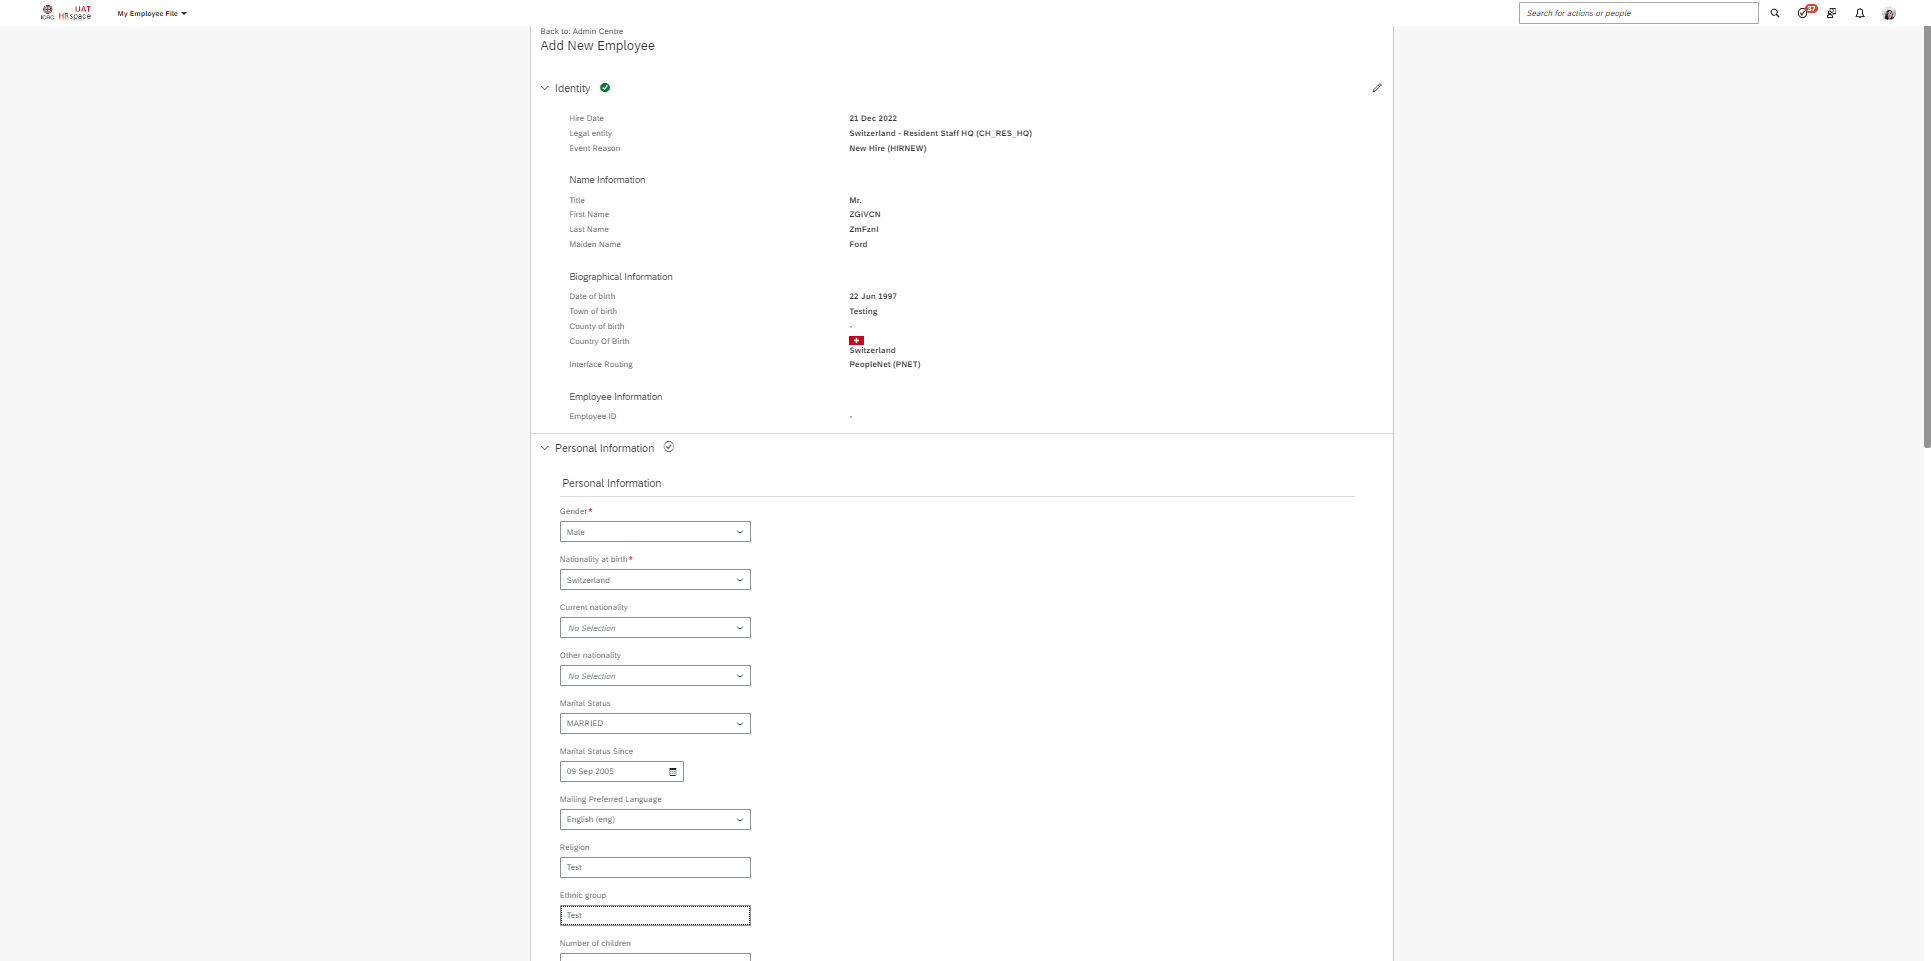 UAT
ICRC HRspace
My Employee File
Search for actions or people
37
Back to: Admin Centre
Add New Employee
Identity
Hire Date 21 Dec 2022
Legal entity Switzerland - Resident Staff HQ (CH_RES_HQ)
Event Reason New Hire (HIRNEW)
Name Information
Title Mr.
First Name ZGiVCN
Last Name ZmFznl
Maiden Name Ford
Biographical Information
Date of birth 22 Jun 1997
Town of birth Testing
County of birth -
Country Of Birth
Switzerland
Interface Routing PeopleNet (PNET)
Employee Information
Employee ID -
Personal Information
Personal Information
Gender*
Male
Nationality at birth*
Switzerland
Current nationality
No Selection
Other nationality
No Selection
Marital Status
MARRIED
Marital Status Since
09 Sep 2005
Mailing Preferred Language
English (eng)
Religion
Test
Ethnic group
Test
Number of children